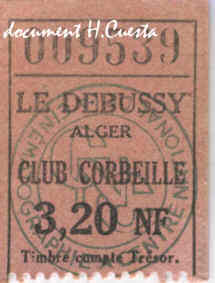 document H.Cuesta
009539
LE DEBUSSY
ALGER
CLUB CORBEILLE
3,20 NF
Timbre compte Trésor.